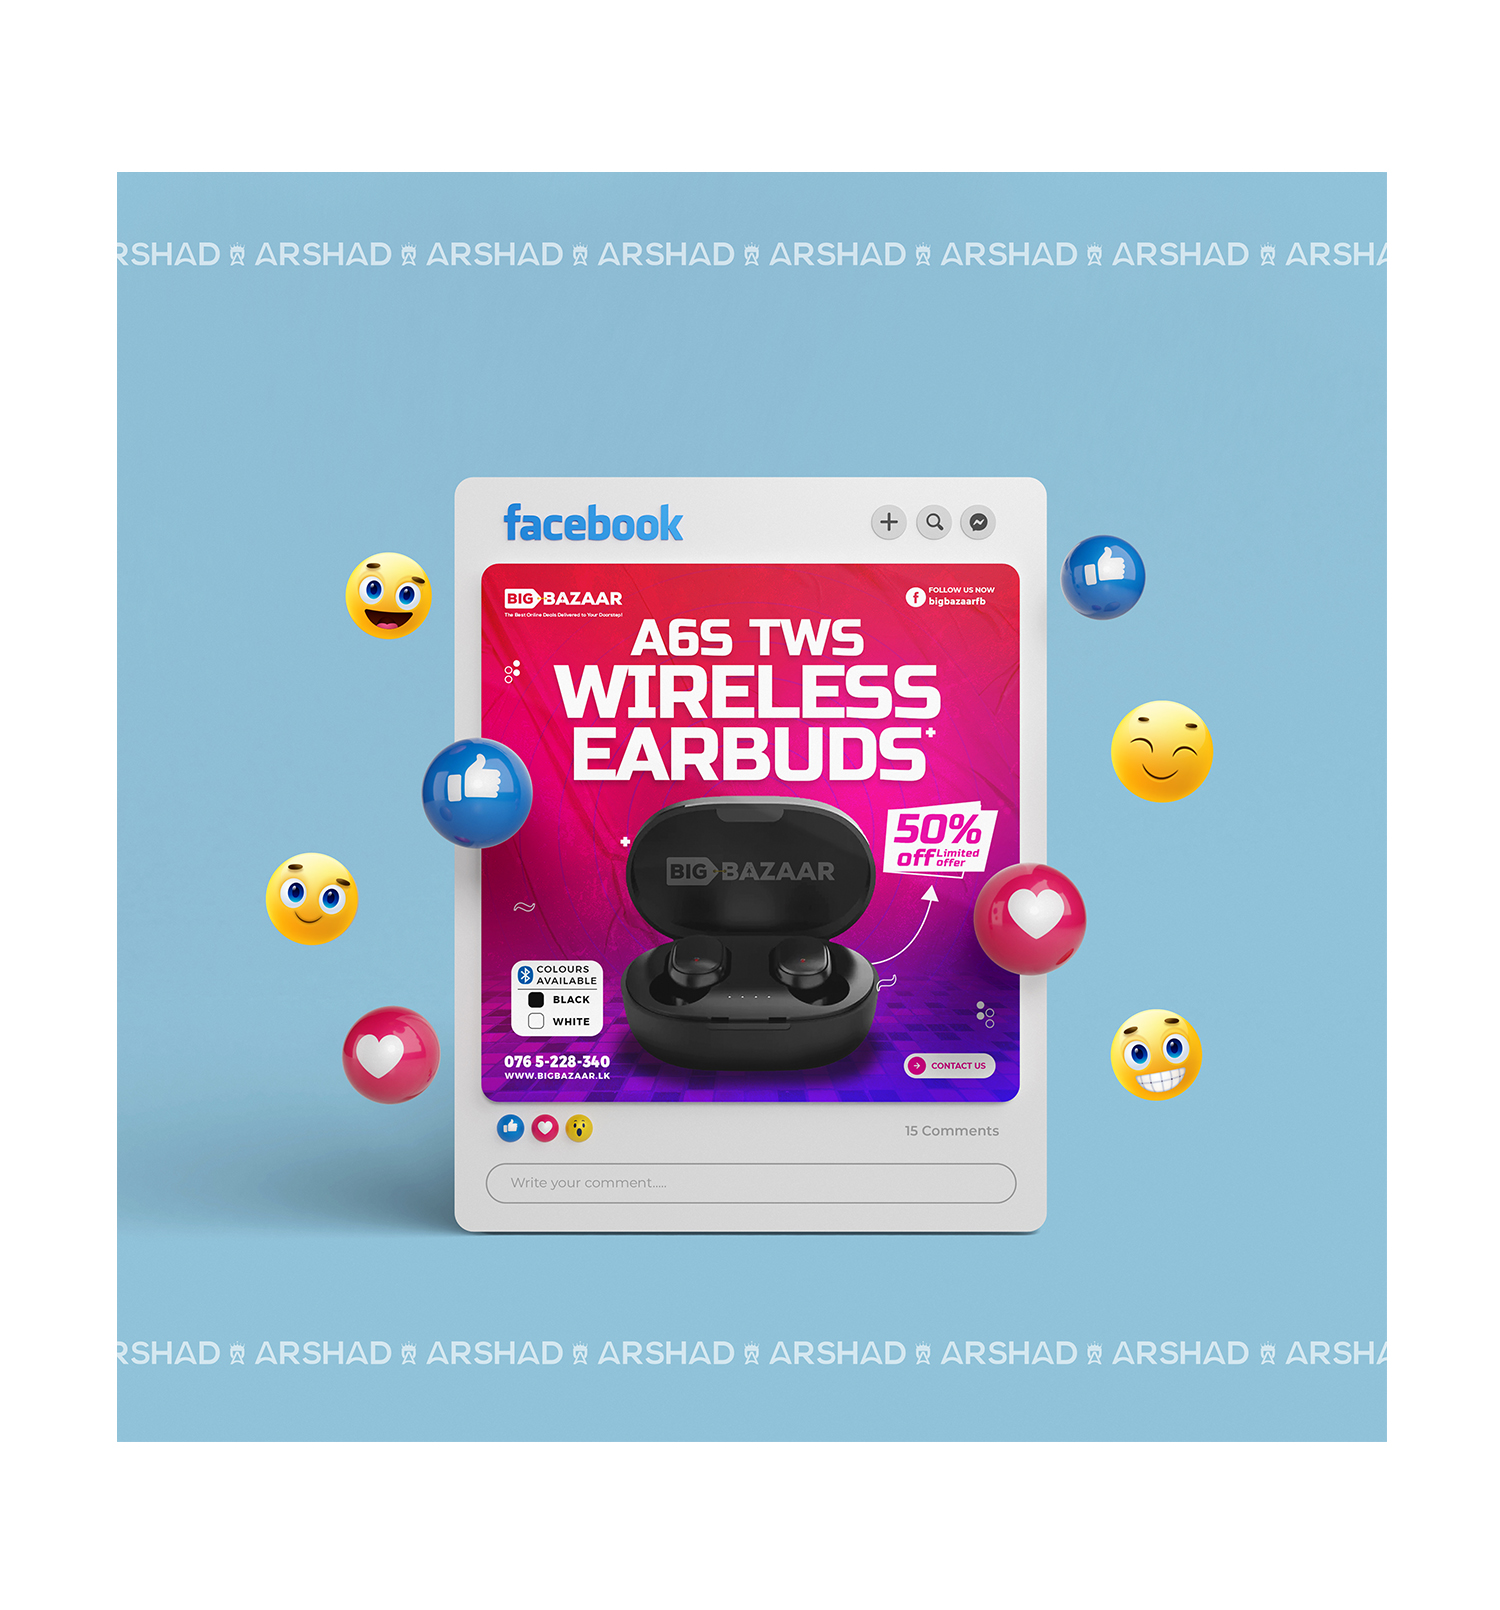 RSHAD ARSHAD ARSHAD ARSHAD ARSHAD ARSHAD ARSHAD ARSHA
facebook
BIG BAZAAR
The Best Online Deals Delivered to Your Doorstep!
FOLLOW US NOW
bigbazaarfb
A6S TWS
WIRELESS
EARBUDS
50%
off Limited
offer
BIG BAZAAR
COLOURS
AVAILABLE
BLACK
WHITE
076 5-228-340
WWW.BIGBAZAAR.LK
CONTACT US
15 Comments
Write your comment.....
RSHAD ARSHAD ARSHAD ARSHAD ARSHAD ARSHAD ARSHAD ARSHA